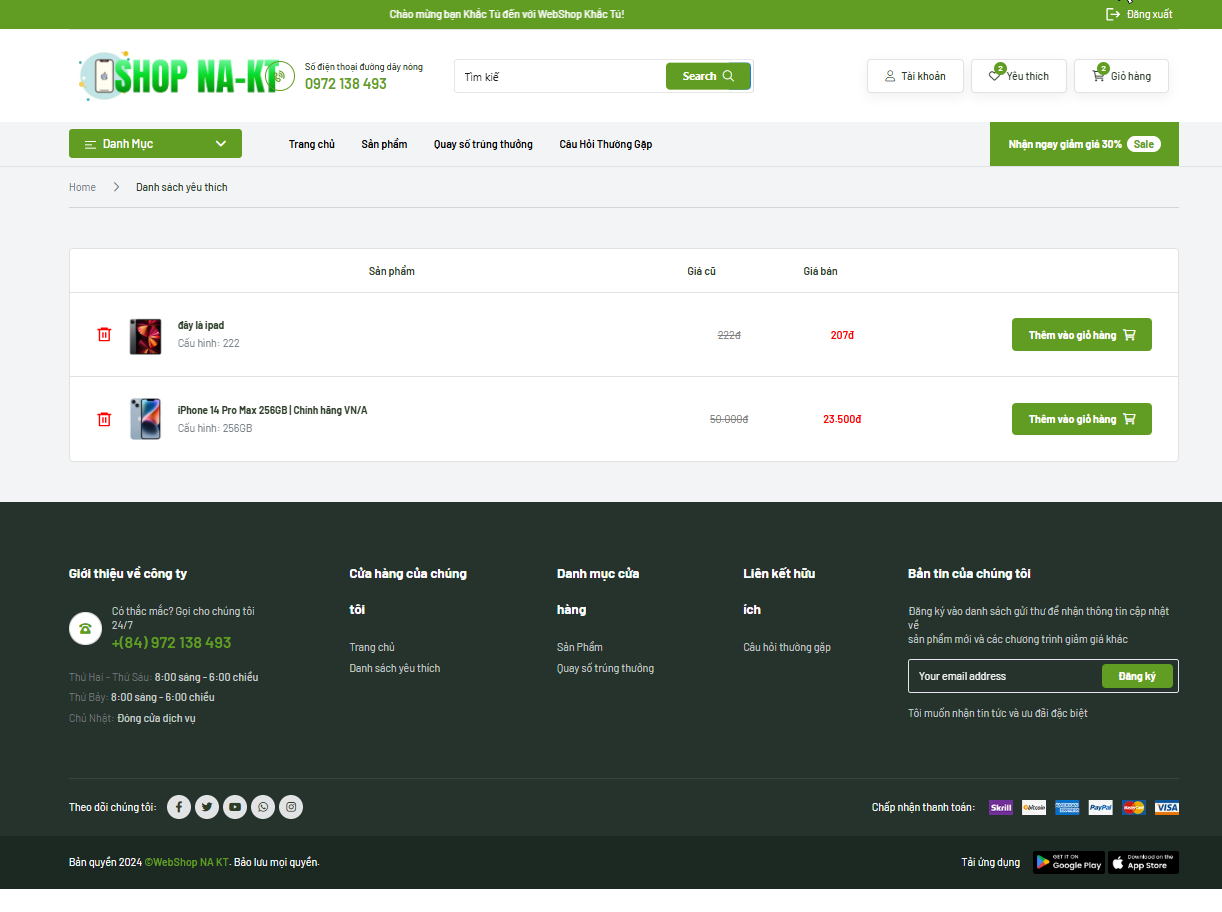 Chào mừng bạn Khắc Tú đến với WebShop Khắc Tú!
Đăng xuất
SHOP NA-KT
Số điện thoại đường dây nóng
0972 138 493
Tìm kiế
Search
Tài khoản
2
Yêu thích
2
Giỏ hàng
Danh Mục
Trang chủ
Sản phẩm
Quay số trúng thưởng
Câu Hỏi Thường Gặp
Nhận ngay giảm giá 30%
Sale
Home
Danh sách yêu thích
Sản phẩm
Giá cũ
Giá bán
đây là ipad
Cấu hình: 222
222đ
207đ
Thêm vào giỏ hàng
iPhone 14 Pro Max 256GB | Chính hãng VN/A
Cấu hình: 256GB
50.000đ
23.500đ
Thêm vào giỏ hàng
Giới thiệu về công ty
Có thắc mắc? Gọi cho chúng tôi
24/7
+(84) 972 138 493
Thứ Hai - Thứ Sáu: 8:00 sáng - 6:00 chiều
Thứ Bảy: 8:00 sáng - 6:00 chiều
Chủ Nhật: Đóng cửa dịch vụ
Cửa hàng của chúng
tôi
Trang chủ
Danh sách yêu thích
Danh mục cửa
hàng
Sản Phẩm
Quay số trúng thưởng
Liên kết hữu
ích
Câu hỏi thường gặp
Bản tin của chúng tôi
Đăng ký vào danh sách gửi thư để nhận thông tin cập nhật
về
sản phẩm mới và các chương trình giảm giá khác
Your email address
Đăng ký
Tôi muốn nhận tin tức và ưu đãi đặc biệt
Theo dõi chúng tôi:
Chấp nhận thanh toán:
Skrill
bitcoin
AMERICAN EXPRESS
PayPal
MasterCard
VISA
Bản quyền 2024 ©WebShop NA KT. Bảo lưu mọi quyền.
Tải ứng dụng
GET IT ON
Google Play
Download on the
App Store